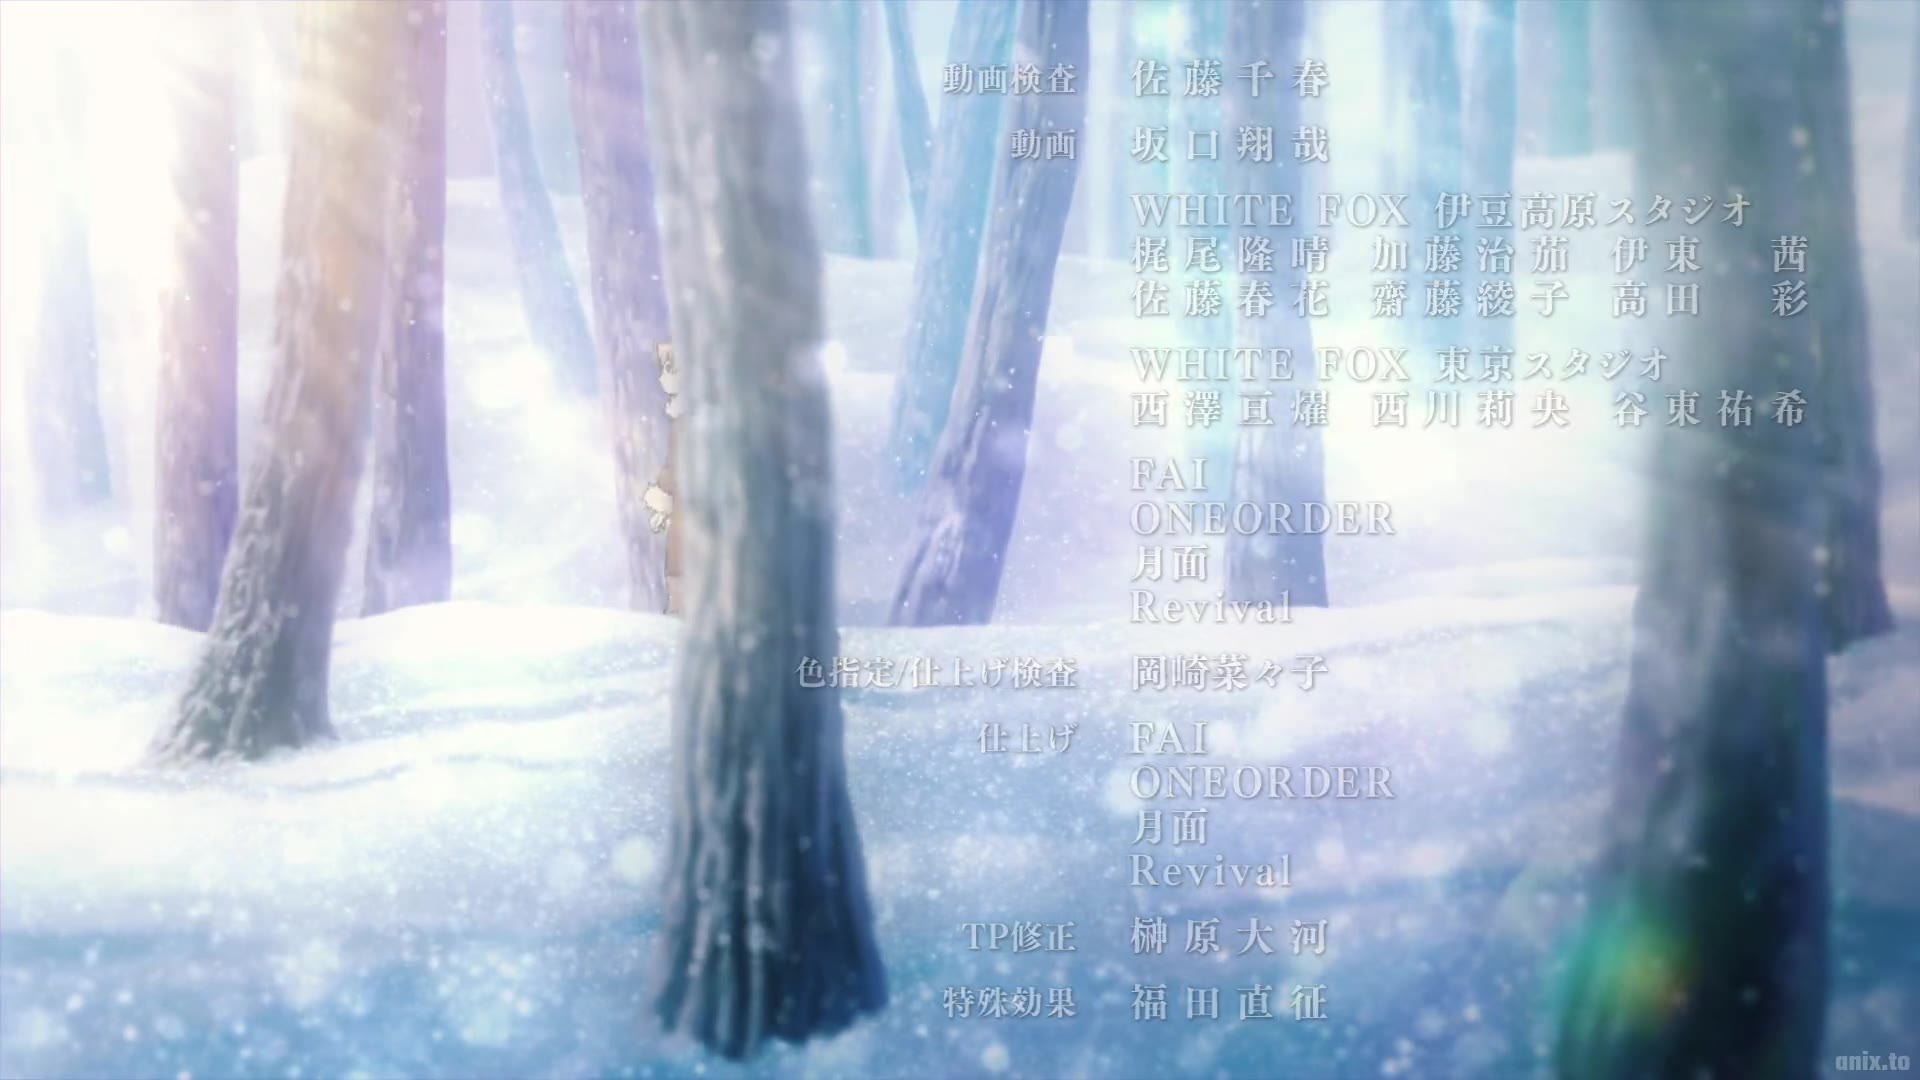 動画検査 佐藤千春
動画 坂口翔哉
WHITE FOX 伊豆高原スタジオ
梶尾隆晴 加藤治茄 伊東 茜
佐藤春花 齋藤綾子 高田 彩
WHITE FOX 東京スタジオ
西澤亘燿 西川莉央 谷東祐希
FAI
ONEORDER
月面
Revival
色指定/仕上げ検査 岡崎菜々子
仕上げ FAI
ONEORDER
月面
Revival
TP修正 榊原大河
特殊効果 福田直征
anix.to